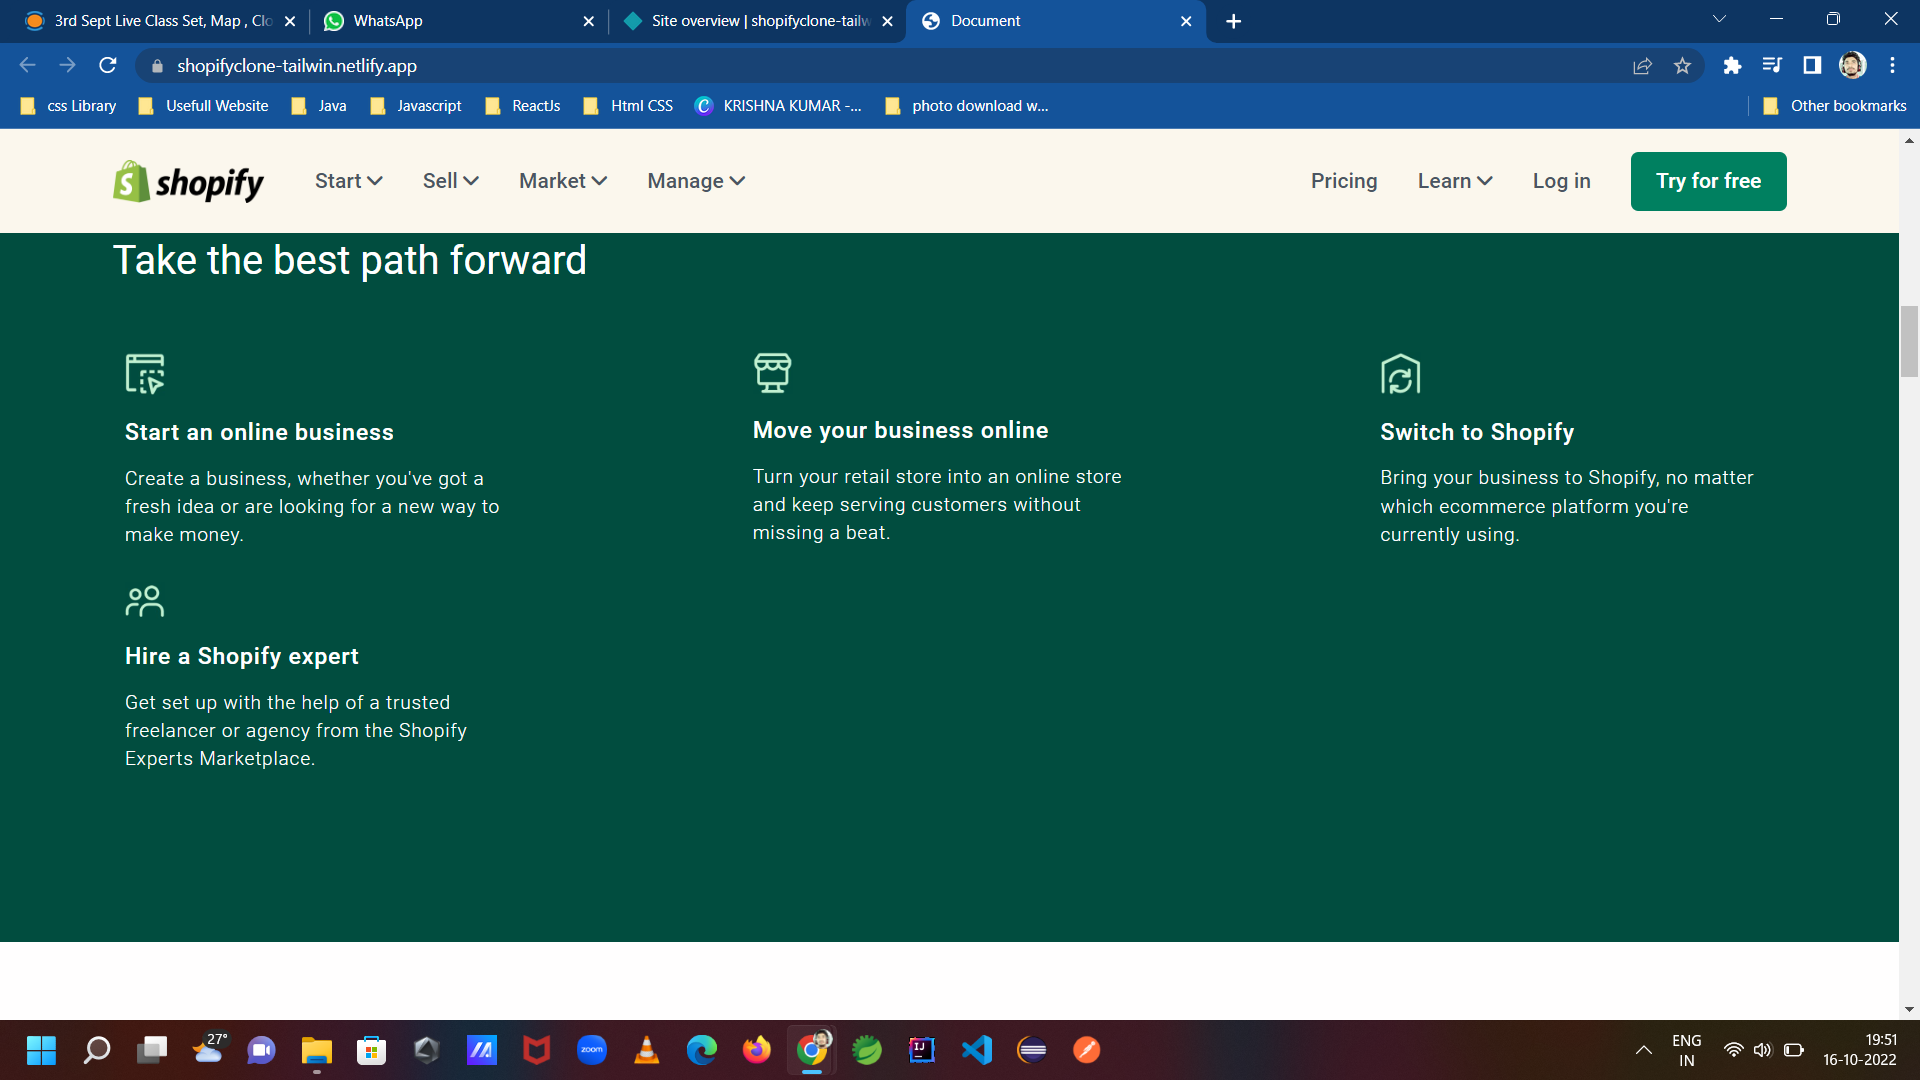 3rd Sept Live Class Set, Map , Clo
WhatsApp
Site overview | shopifyclone-tailw
Document
shopifyclone-tailwin.netlify.app
css Library
Usefull Website
Java
Javascript
ReactJs
Html CSS
KRISHNA KUMAR -...
photo download w...
Other bookmarks
shopify
Start
Sell
Market
Manage
Pricing
Learn
Log in
Try for free
Take the best path forward
Start an online business
Create a business, whether you've got a
fresh idea or are looking for a new way to
make money.
Move your business online
Turn your retail store into an online store
and keep serving customers without
missing a beat.
Switch to Shopify
Bring your business to Shopify, no matter
which ecommerce platform you're
currently using.
Hire a Shopify expert
Get set up with the help of a trusted
freelancer or agency from the Shopify
Experts Marketplace.
27°
zoom
IJ
ENG
IN
19:51
16-10-2022